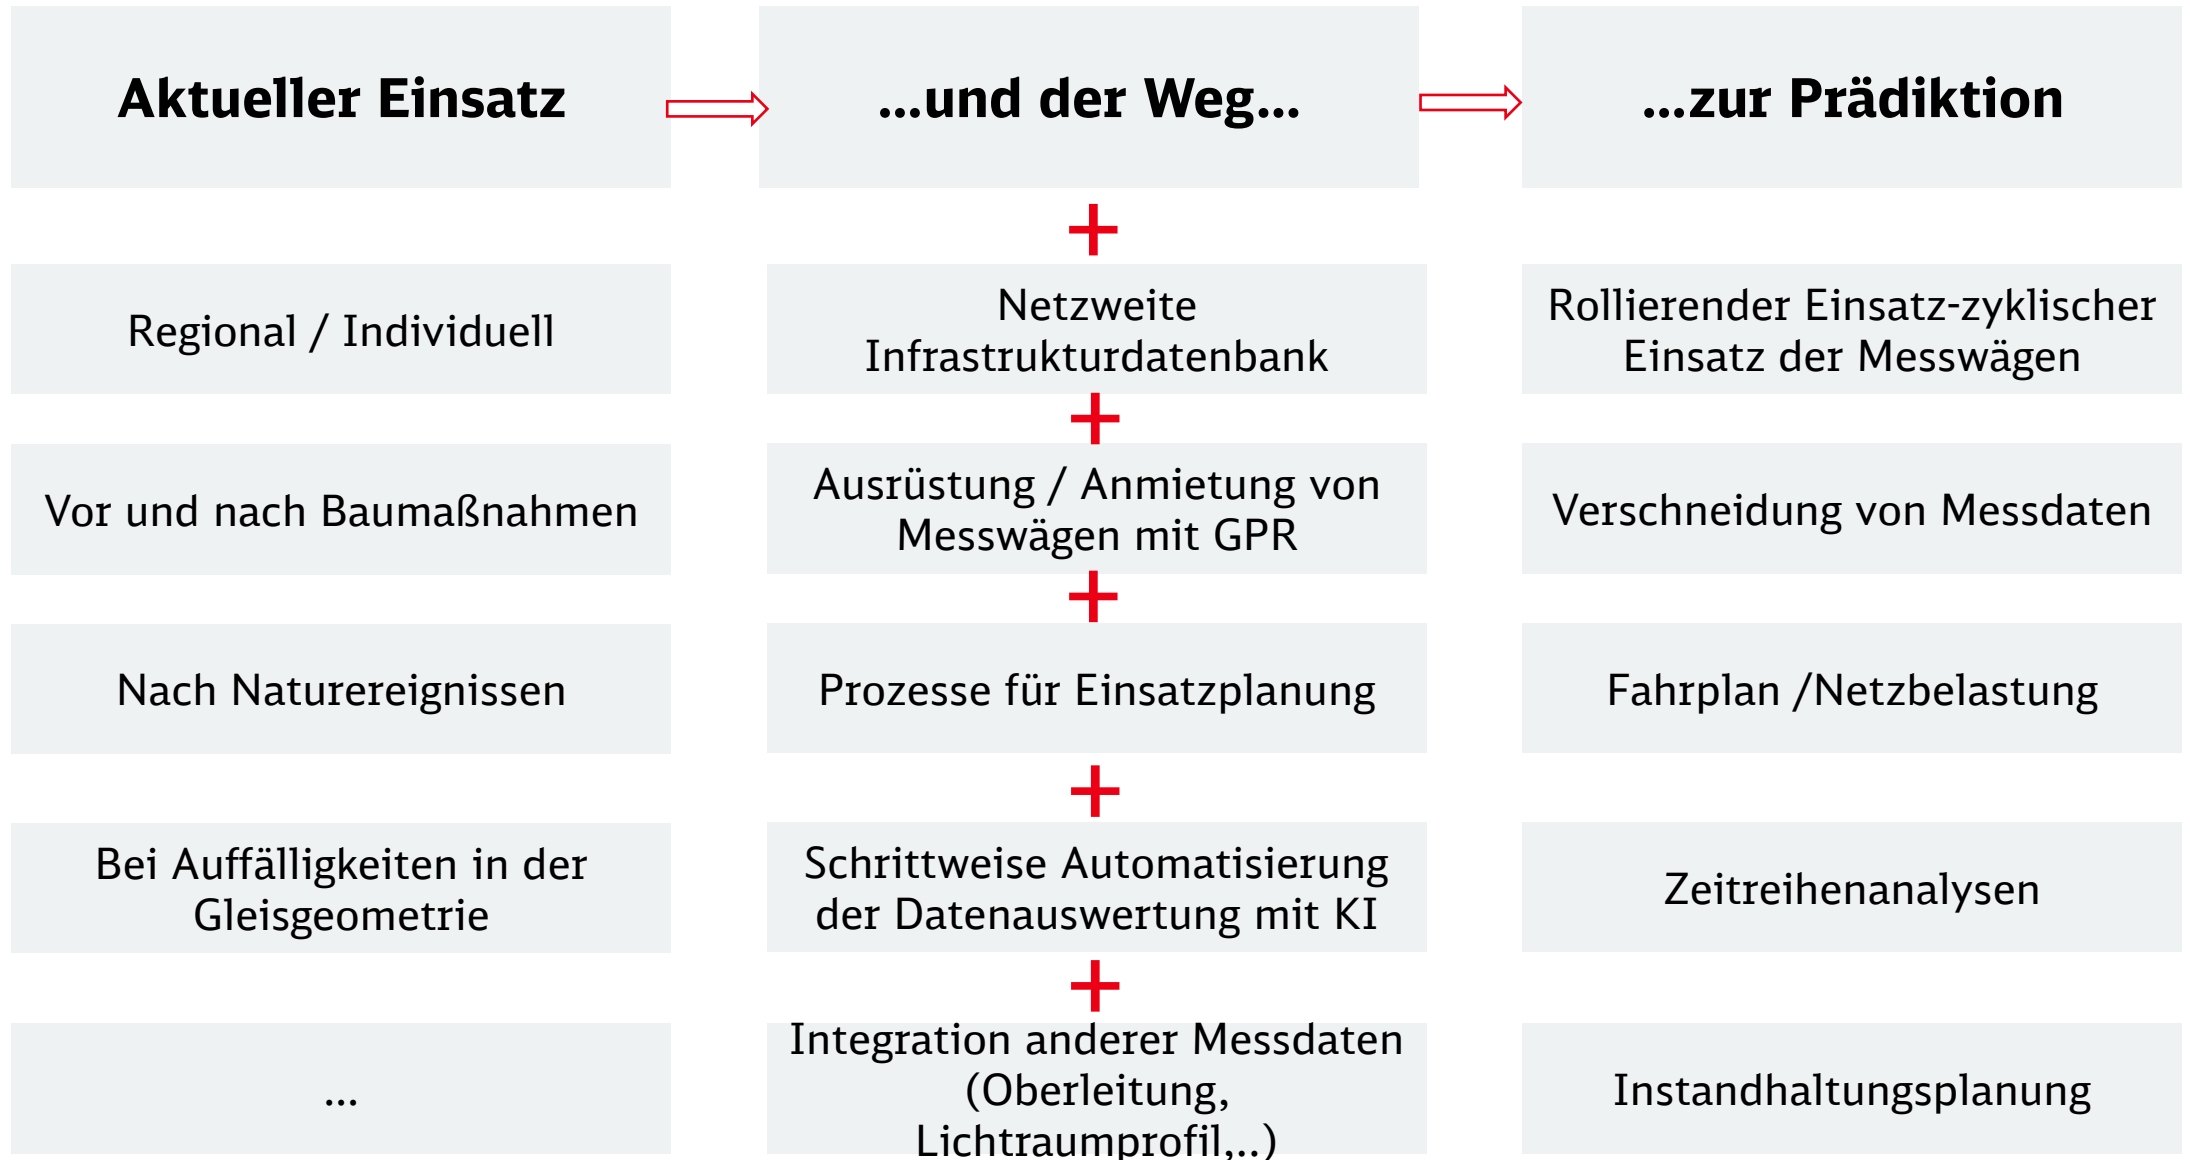 Aktueller Einsatz
...und der Weg...
...zur Prädiktion
Regional / Individuell
Netzweite
Infrastrukturdatenbank
Rollierender Einsatz-zyklischer
Einsatz der Messwägen
Vor und nach Baumaßnahmen
Ausrüstung / Anmietung von
Messwägen mit GPR
Verschneidung von Messdaten
Nach Naturereignissen
Prozesse für Einsatzplanung
Fahrplan /Netzbelastung
Bei Auffälligkeiten in der
Gleisgeometrie
Schrittweise Automatisierung
der Datenauswertung mit KI
Zeitreihenanalysen
...
Integration anderer Messdaten
(Oberleitung,
Lichtraumprofil,..)
Instandhaltungsplanung